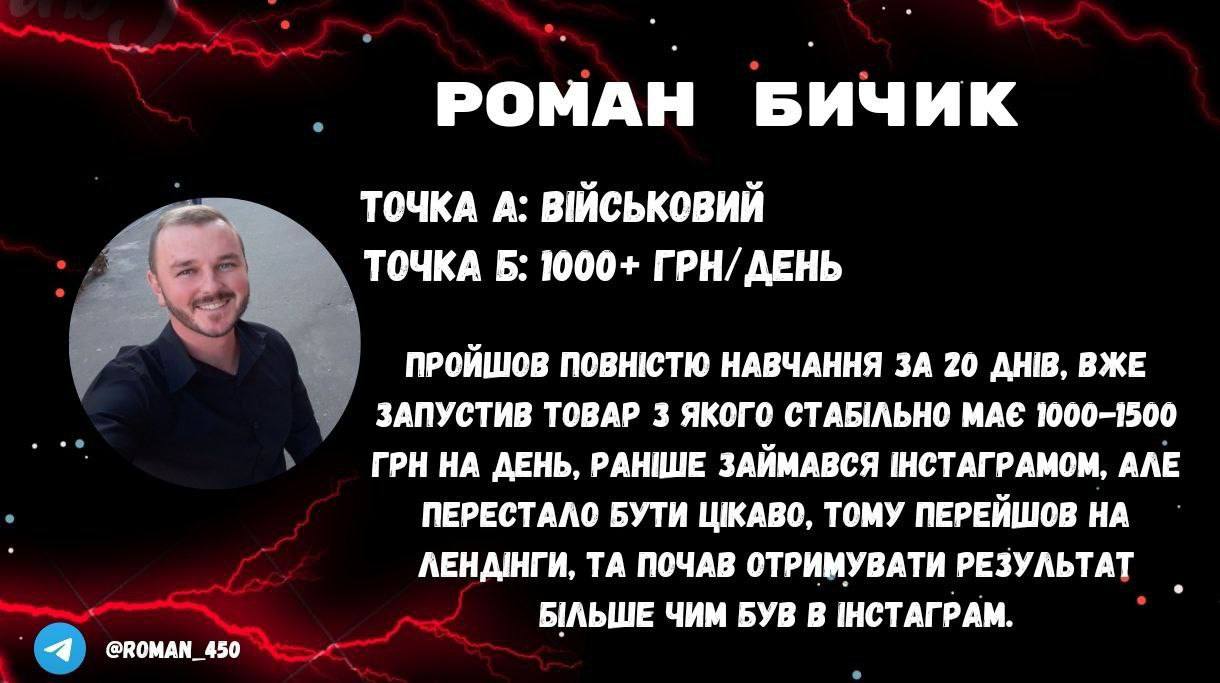 РОМАН БИЧИК
ТОЧКА А: ВІЙСЬКОВИЙ
ТОЧКА Б: 1000+ ГРН/ДЕНЬ
ПРОЙШОВ ПОВНІСТЮ НАВЧАННЯ ЗА 20 ДНІВ, ВЖЕ
ЗАПУСТИВ ТОВАР З ЯКОГО СТАБІЛЬНО МАЄ 1000-1500
ГРН НА ДЕНЬ, РАНІШЕ ЗАЙМАВСЯ ІНСТАГРАМОМ, АЛЕ
ПЕРЕСТАЛО БУТИ ЦІКАВО, ТОМУ ПЕРЕЙШОВ НА
ЛЕНДІНГИ, ТА ПОЧАВ ОТРИМУВАТИ РЕЗУЛЬТАТ
БІЛЬШЕ ЧИМ БУВ В ІНСТАГРАМ.
@ROMAN_450